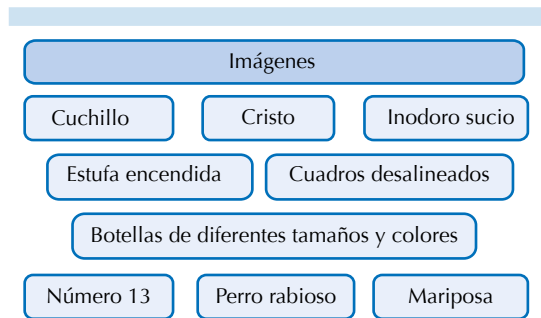 Imágenes
Cuchillo Cristo Inodoro sucio
Estufa encendida Cuadros desalineados
Botellas de diferentes tamaños y colores
Número 13 Perro rabioso Mariposa